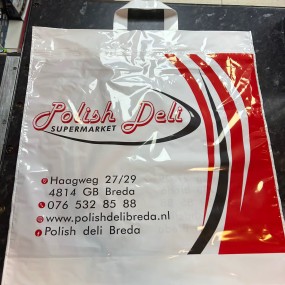 Polish Deli
SUPERMARKET
Haagweg 27/29
4814 GB Breda
076 532 85 88
www.polishdelibreda.nl
Polish deli Breda